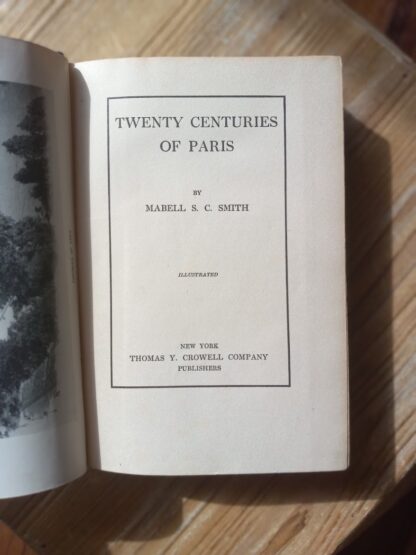 TWENTY CENTURIES
OF PARIS
BY
MABELL S. C. SMITH
ILLUSTRATED
NEW YORK
THOMAS Y. CROWELL COMPANY
PUBLISHERS